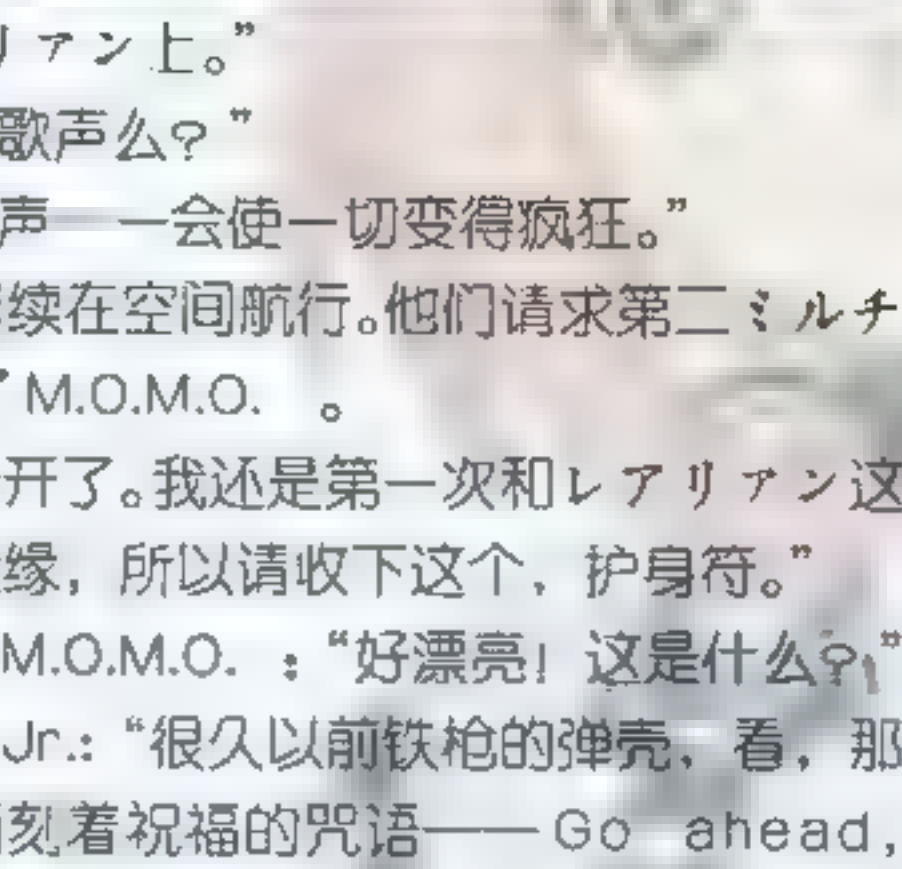 リァン上。”
歌声么？”
声——会使一切变得疯狂。”
续在空间航行。他们请求第二ミルチ
M.O.M.O. 。
开了。我还是第一次和レアリァン这
缘，所以请收下这个，护身符。”
M.O.M.O. ：“好漂亮！这是什么？”
Jr.：“很久以前铁枪的弹壳，看，那
刻着祝福的咒语——Go ahead,